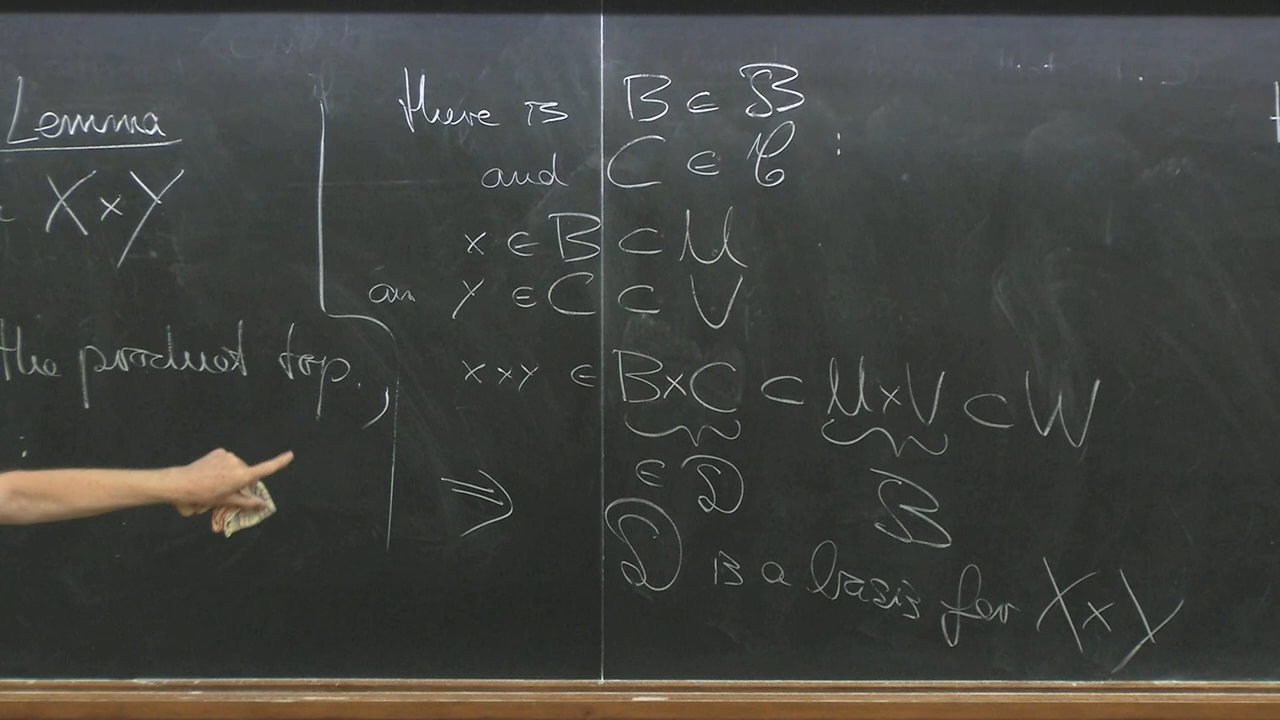 Lemma
X × Y
the product top.,
there is B ∈ ℬ
and C ∈ 𝒞 :
x ∈ B ⊂ U
an y ∈ C ⊂ V
x × y ∈ B × C ⊂ U × V ⊂ W
∈ 𝒟 ℬ
⇒ 𝒟 is a basis for X × Y